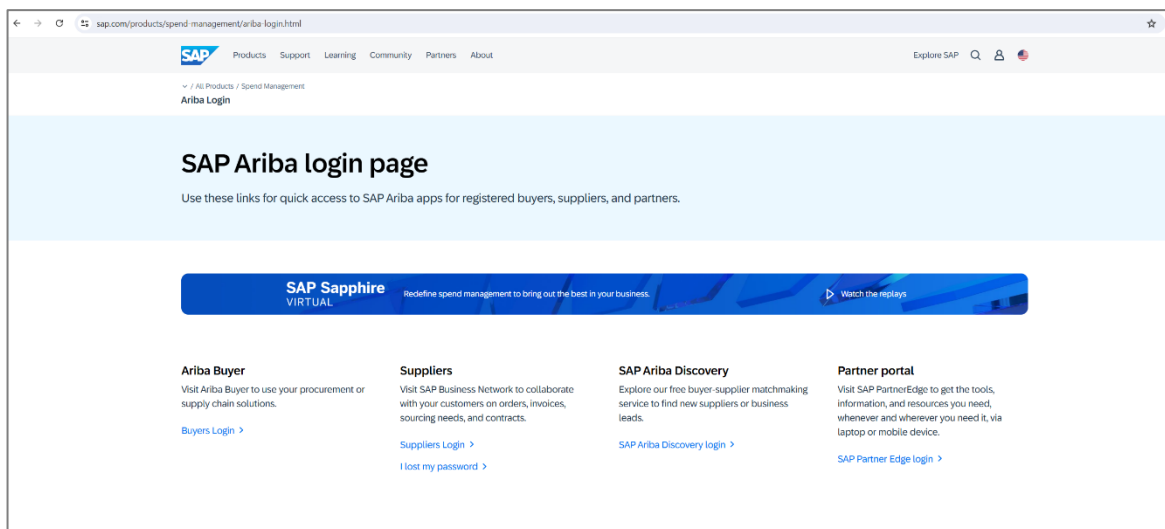 sap.com/products/spend-management/ariba-login.html
SAP Products Support Learning Community Partners About Explore SAP
/ All Products / Spend Management
Ariba Login
SAP Ariba login page
Use these links for quick access to SAP Ariba apps for registered buyers, suppliers, and partners.
SAP Sapphire
VIRTUAL
Redefine spend management to bring out the best in your business.
Watch the replays
Ariba Buyer
Visit Ariba Buyer to use your procurement or
supply chain solutions.
Buyers Login >
Suppliers
Visit SAP Business Network to collaborate
with your customers on orders, invoices,
sourcing needs, and contracts.
Suppliers Login >
I lost my password >
SAP Ariba Discovery
Explore our free buyer-supplier matchmaking
service to find new suppliers or business
leads.
SAP Ariba Discovery login >
Partner portal
Visit SAP PartnerEdge to get the tools,
information, and resources you need,
whenever and wherever you need it, via
laptop or mobile device.
SAP Partner Edge login >